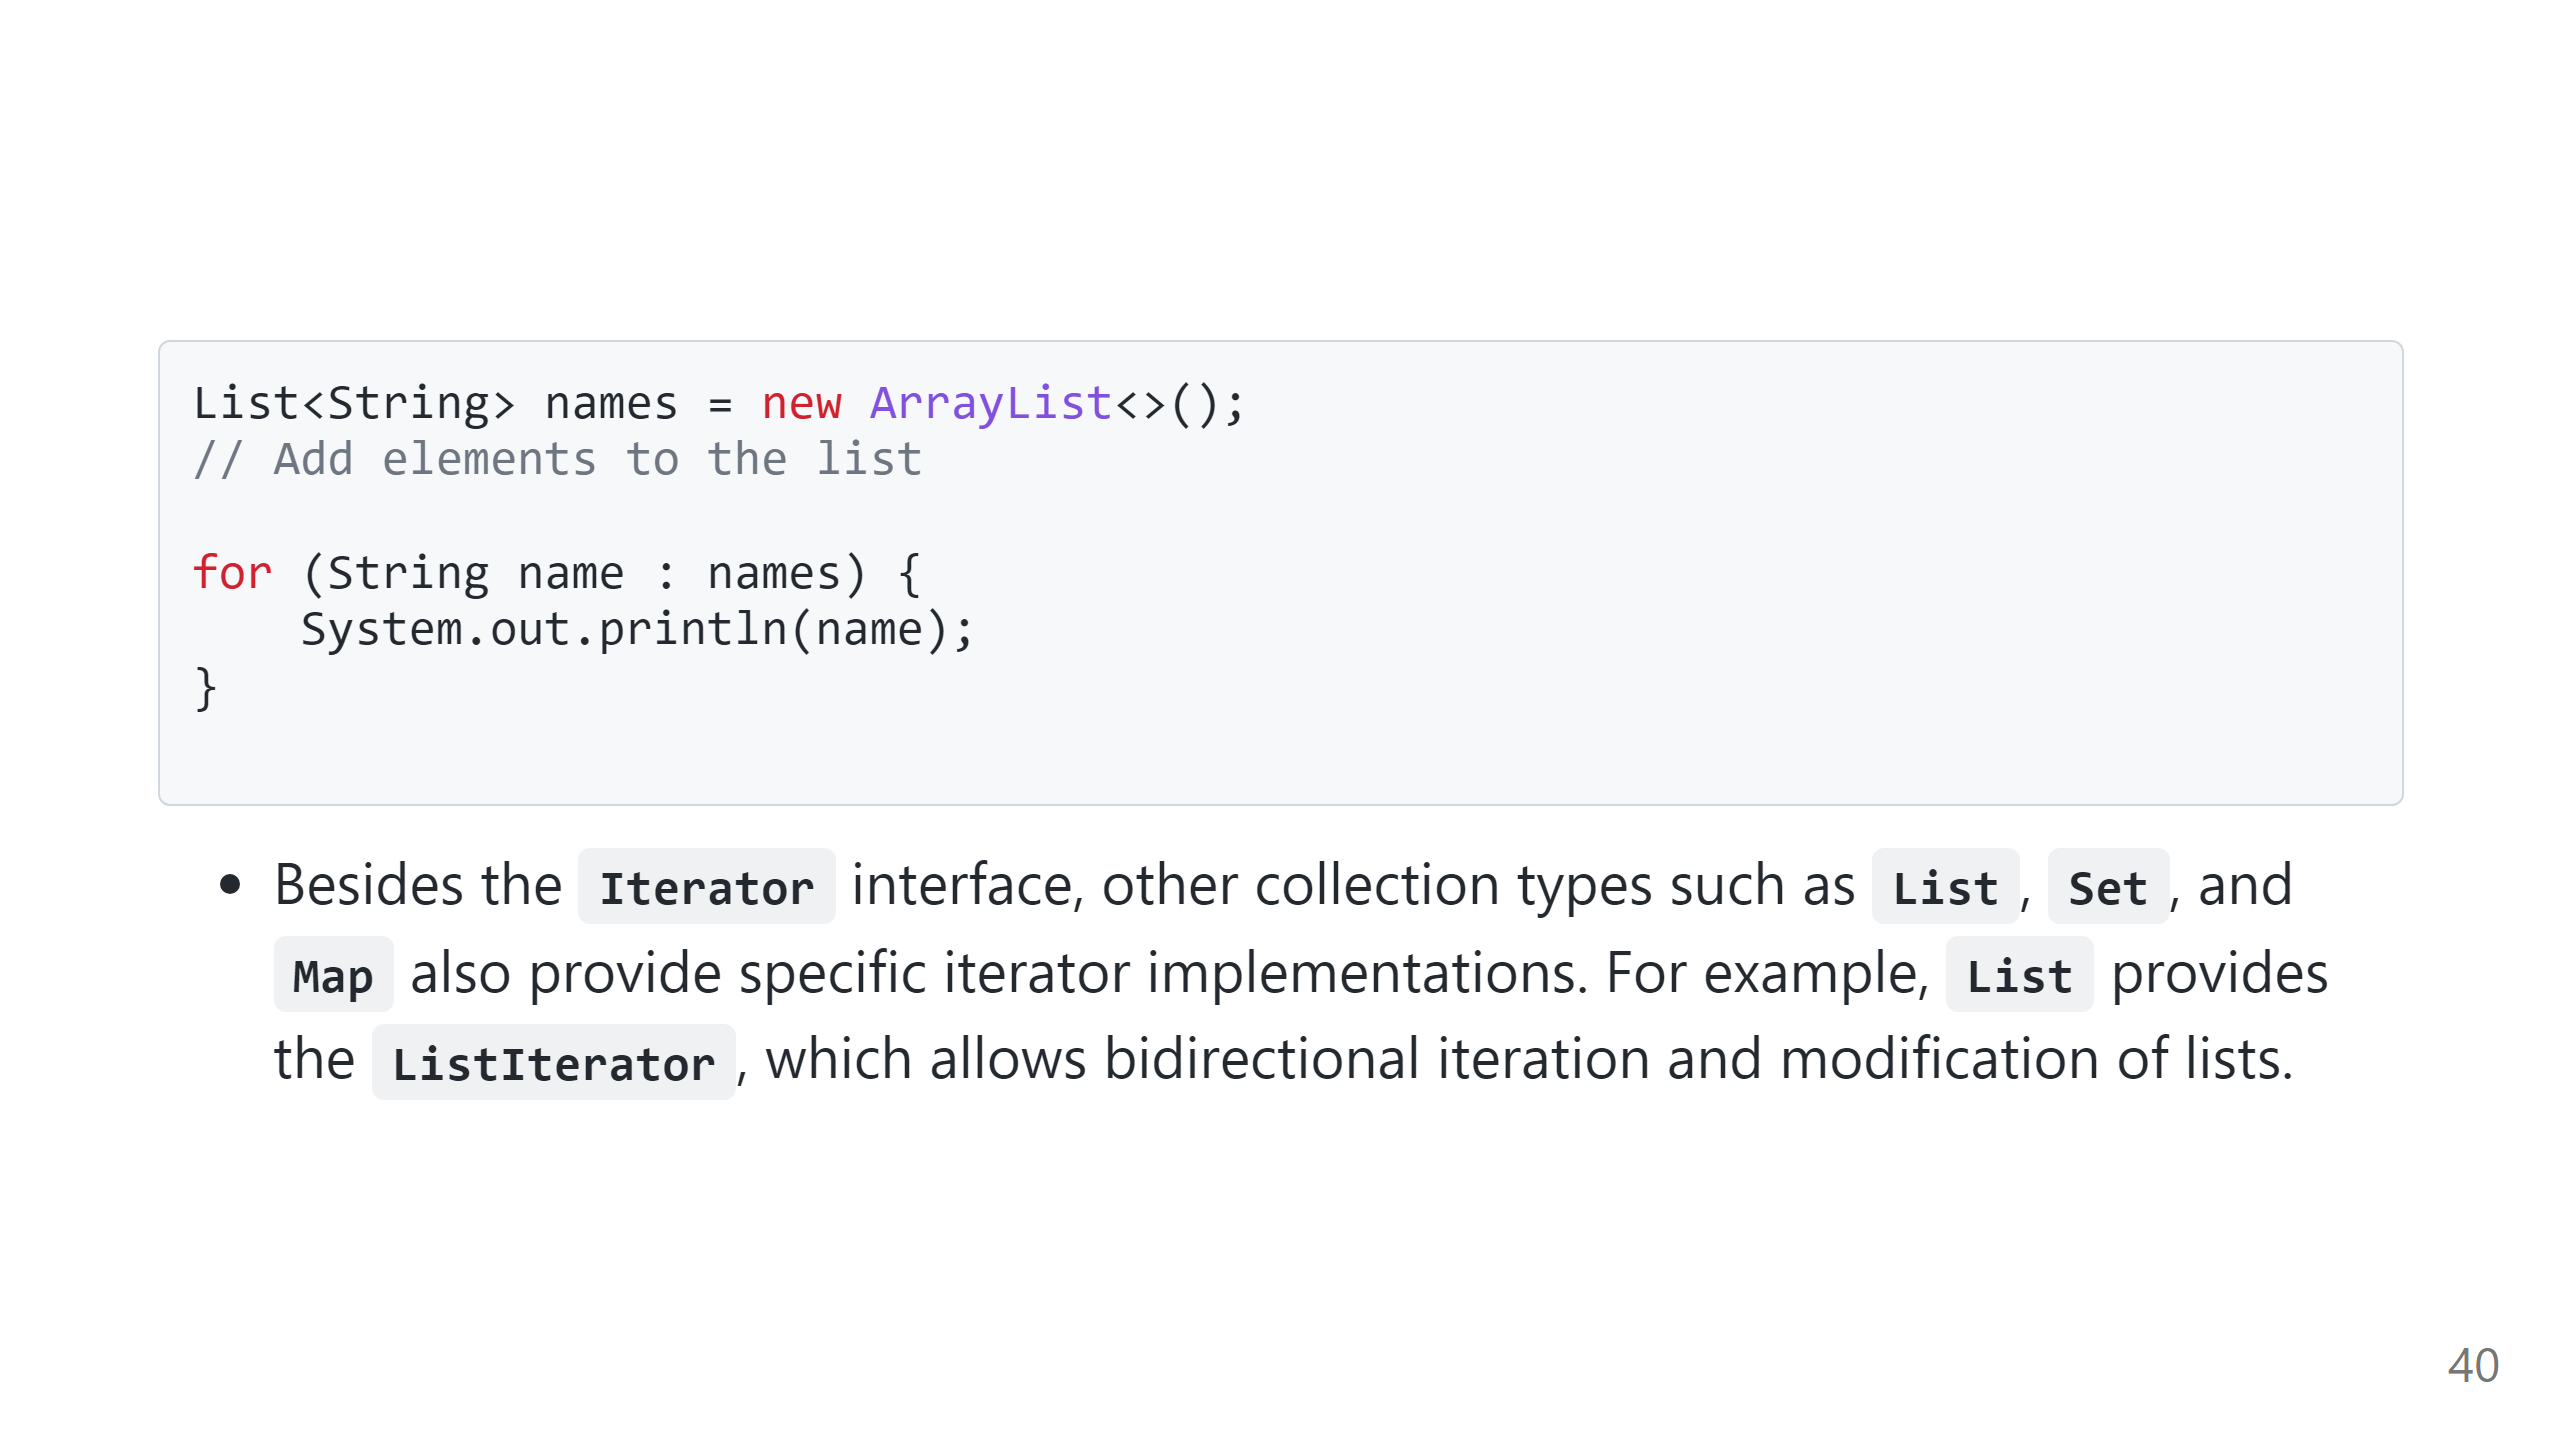 List<String> names = new ArrayList<>();
// Add elements to the list
for (String name : names) {
    System.out.println(name);
}
• Besides the Iterator interface, other collection types such as List, Set, and
Map also provide specific iterator implementations. For example, List provides
the ListIterator, which allows bidirectional iteration and modification of lists.
40